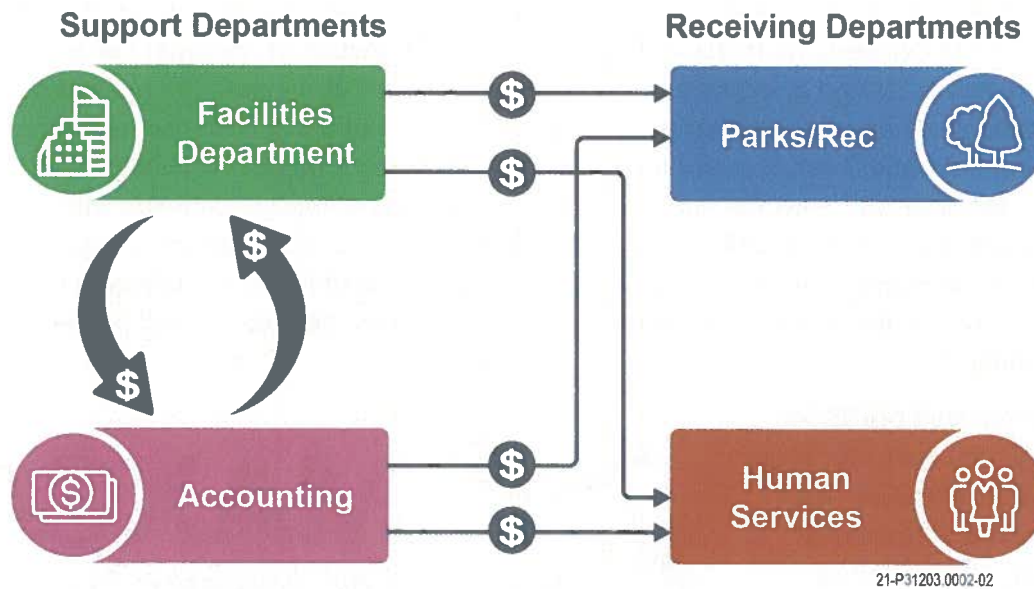 Support Departments
Receiving Departments
$
Facilities
Department
Parks/Rec
$
$
$
$
Accounting
$
Human
Services
$
$
21-P31203.0002-02